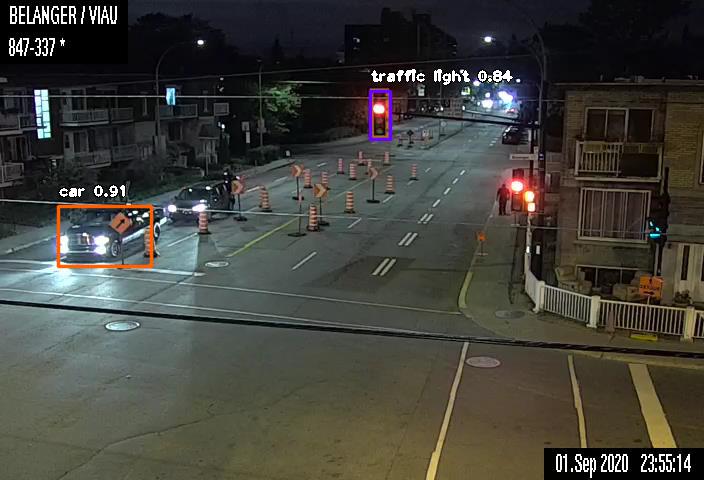 BELANGER / VIAU
847-337 *
traffic light 0.84
car 0.91
01.Sep 2020 23:55:14